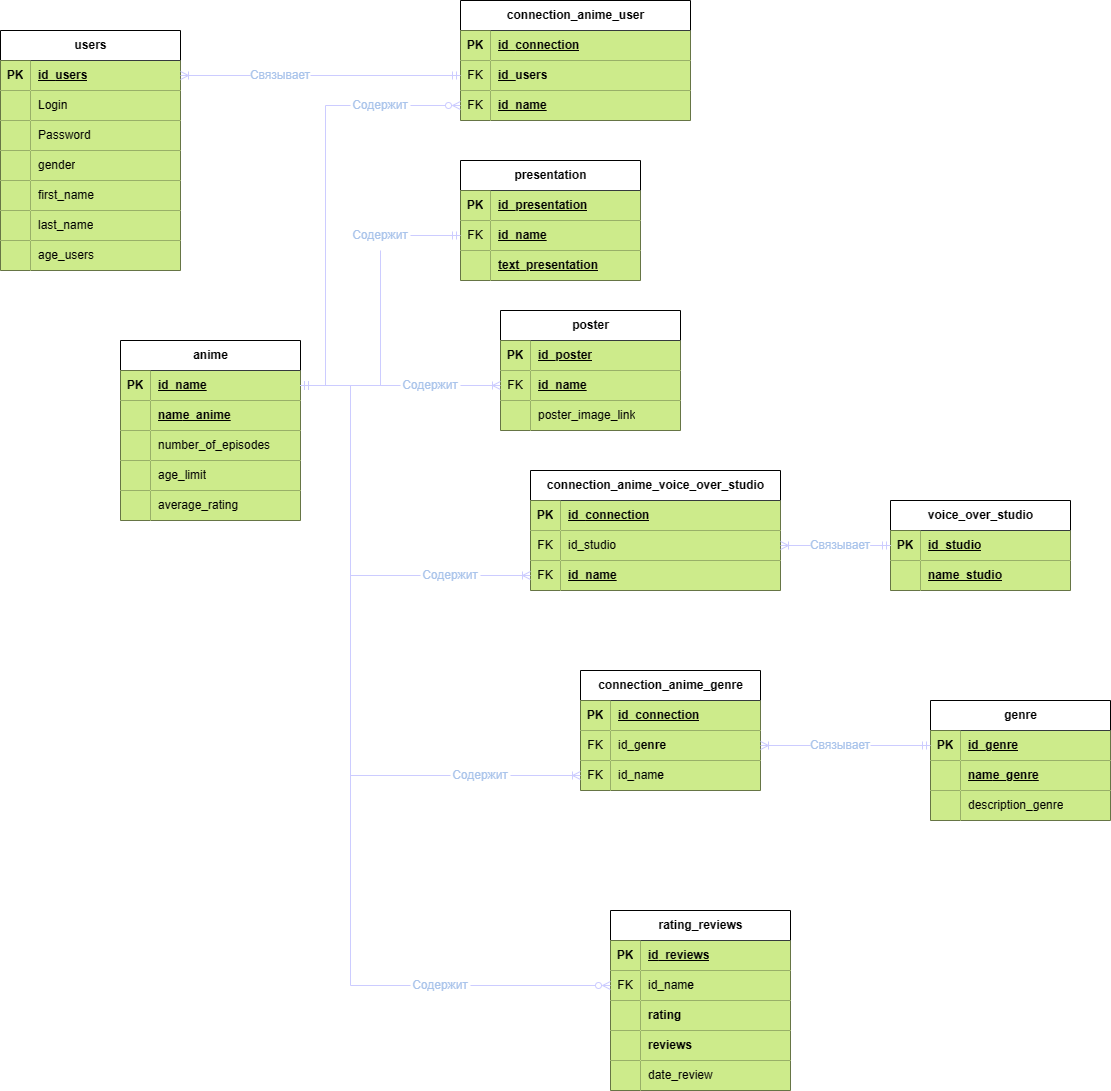 connection_anime_user
PK id_connection
FK id_users
FK id_name
users
PK id_users
Login
Password
gender
first_name
last_name
age_users
Связывает
Содержит
presentation
PK id_presentation
FK id_name
text_presentation
Содержит
poster
PK id_poster
FK id_name
poster_image_link
Содержит
anime
PK id_name
name_anime
number_of_episodes
age_limit
average_rating
connection_anime_voice_over_studio
PK id_connection
FK id_studio
FK id_name
Связывает
Содержит
voice_over_studio
PK id_studio
name_studio
connection_anime_genre
PK id_connection
FK id_genre
FK id_name
Связывает
Содержит
genre
PK id_genre
name_genre
description_genre
rating_reviews
PK id_reviews
FK id_name
rating
reviews
date_review
Содержит